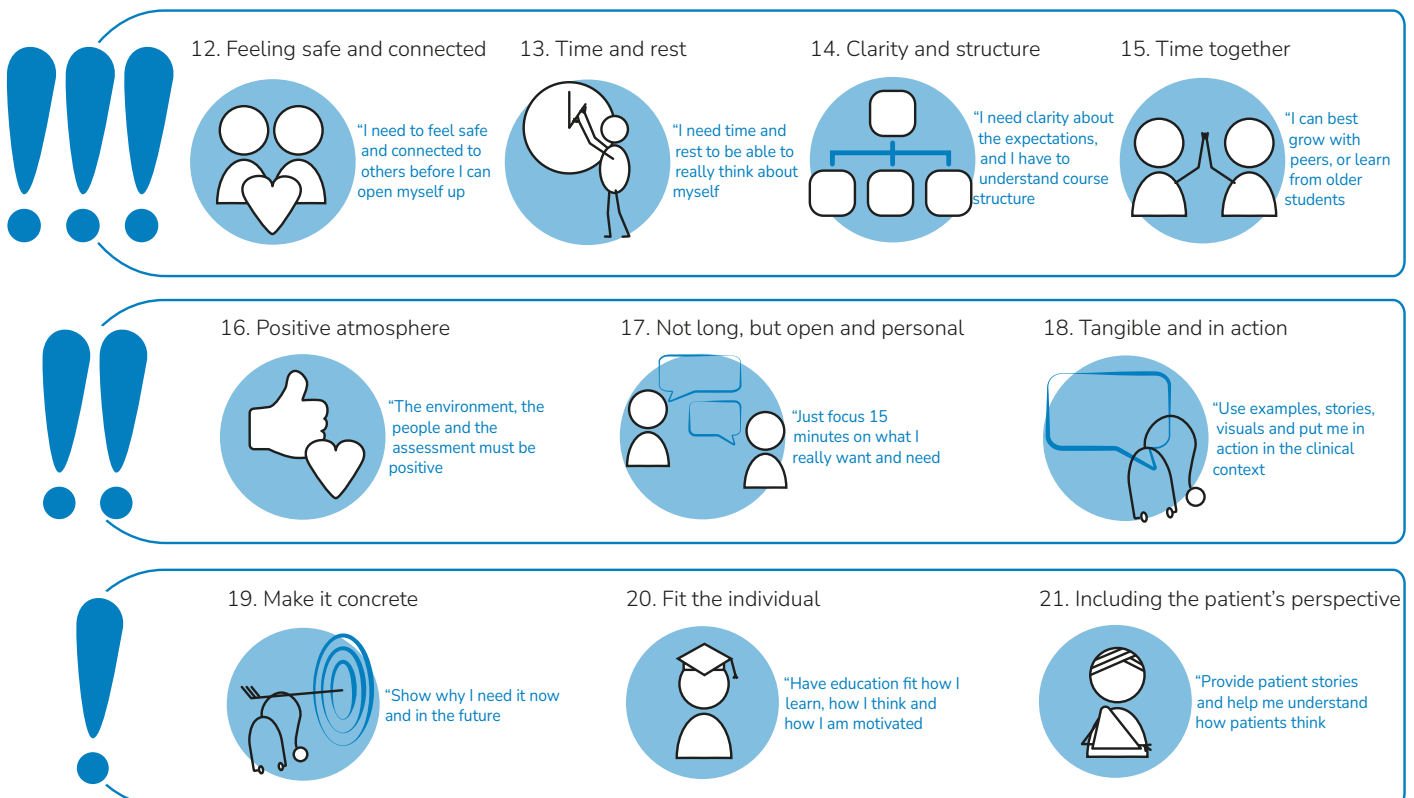 12. Feeling safe and connected
“I need to feel safe
and connected to
others before I can
open myself up
13. Time and rest
“I need time and
rest to be able to
really think about
myself
14. Clarity and structure
“I need clarity about
the expectations,
and I have to
understand course
structure
15. Time together
“I can best
grow with
peers, or learn
from older
students
16. Positive atmosphere
“The environment, the
people and the
assessment must be
positive
17. Not long, but open and personal
“Just focus 15
minutes on what I
really want and need
18. Tangible and in action
“Use examples, stories,
visuals and put me in
action in the clinical
context
19. Make it concrete
“Show why I need it now
and in the future
20. Fit the individual
“Have education fit how I
learn, how I think and
how I am motivated
21. Including the patient’s perspective
“Provide patient stories
and help me understand
how patients think